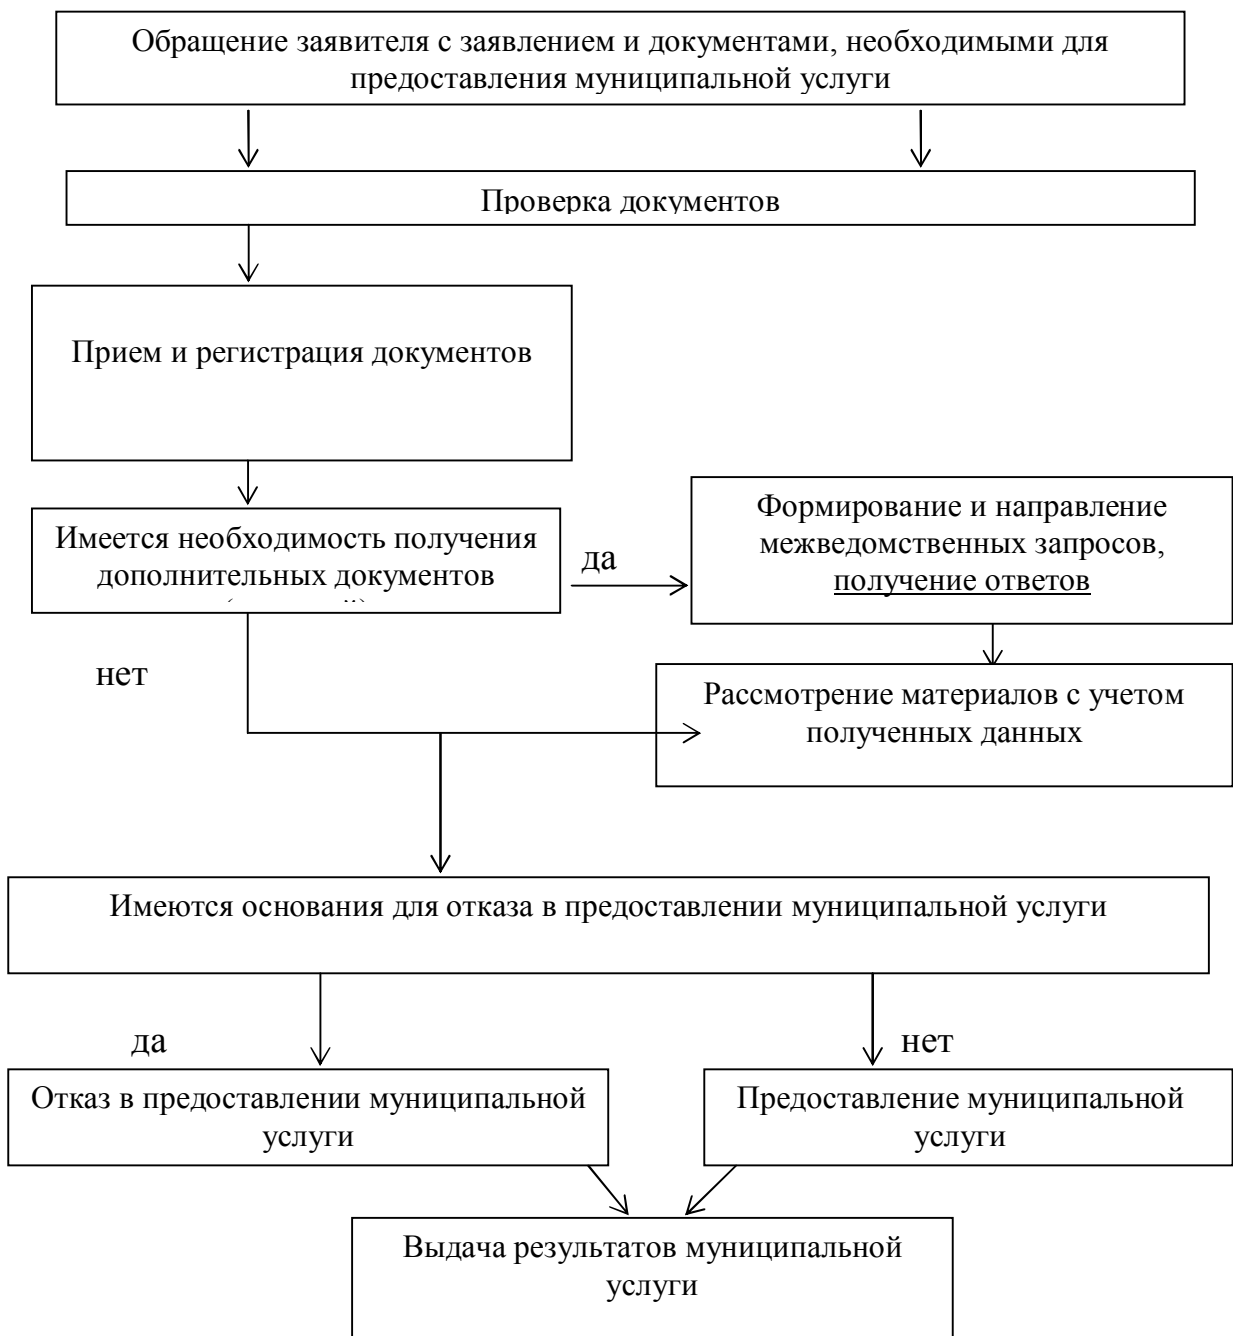 Обращение заявителя с заявлением и документами, необходимыми для
предоставления муниципальной услуги
Проверка документов
Прием и регистрация документов
Имеется необходимость получения
дополнительных документов
да
Формирование и направление
межведомственных запросов,
получение ответов
нет
Рассмотрение материалов с учетом
полученных данных
Имеются основания для отказа в предоставлении муниципальной услуги
да
нет
Отказ в предоставлении муниципальной
услуги
Предоставление муниципальной
услуги
Выдача результатов муниципальной
услуги